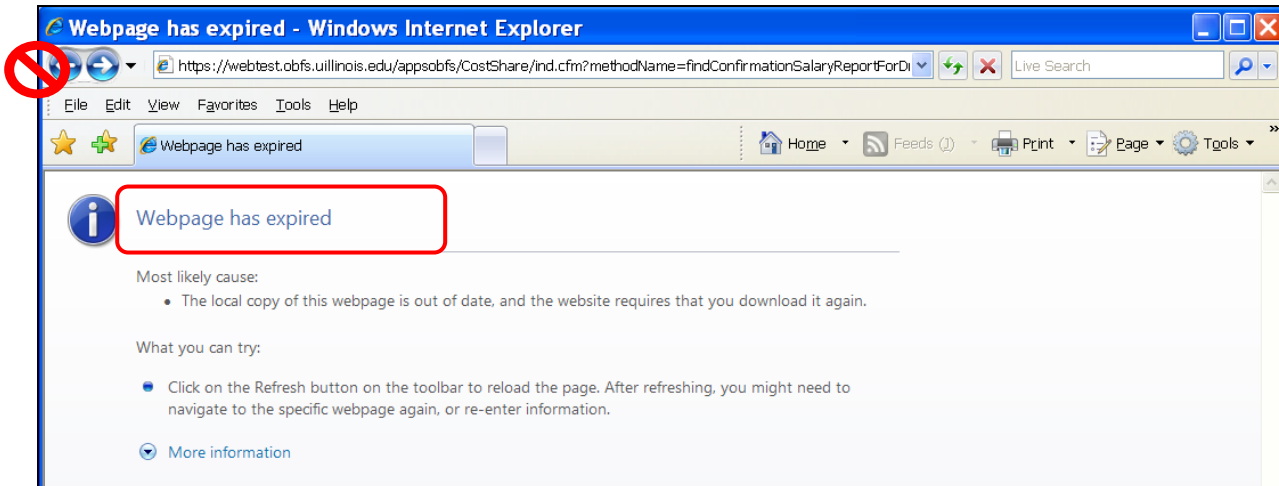 Webpage has expired - Windows Internet Explorer
https://webtest.obfs.uillinois.edu/appsobfs/CostShare/ind.cfm?methodName=findConfirmationSalaryReportForDi
Live Search
File Edit View Favorites Tools Help
Webpage has expired
Home Feeds (J) Print Page Tools »
Webpage has expired
Most likely cause:
• The local copy of this webpage is out of date, and the website requires that you download it again.
What you can try:
Click on the Refresh button on the toolbar to reload the page. After refreshing, you might need to
navigate to the specific webpage again, or re-enter information.
More information